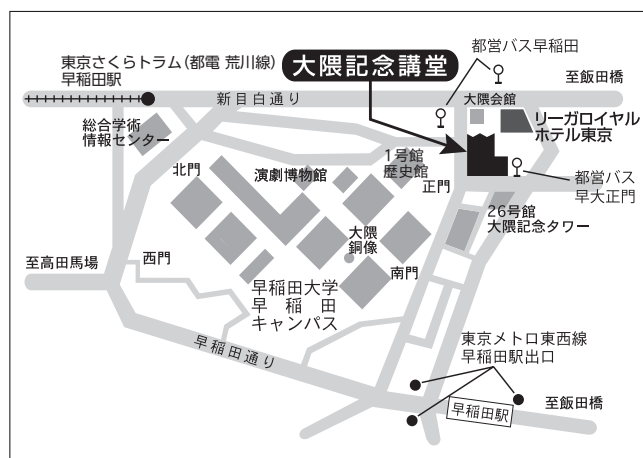 東京さくらトラム(都電 荒川線)
早稲田駅
大隈記念講堂
都営バス早稲田
至飯田橋
新目白通り
大隈会館
リーガロイヤル
ホテル東京
総合学術
情報センター
北門
演劇博物館
1号館
歴史館
正門
都営バス
早大正門
26号館
大隈記念タワー
大隈
銅像
西門
至高田馬場
南門
早稲田大学
早稲田
キャンパス
早稲田通り
東京メトロ東西線
早稲田駅出口
早稲田駅
至飯田橋